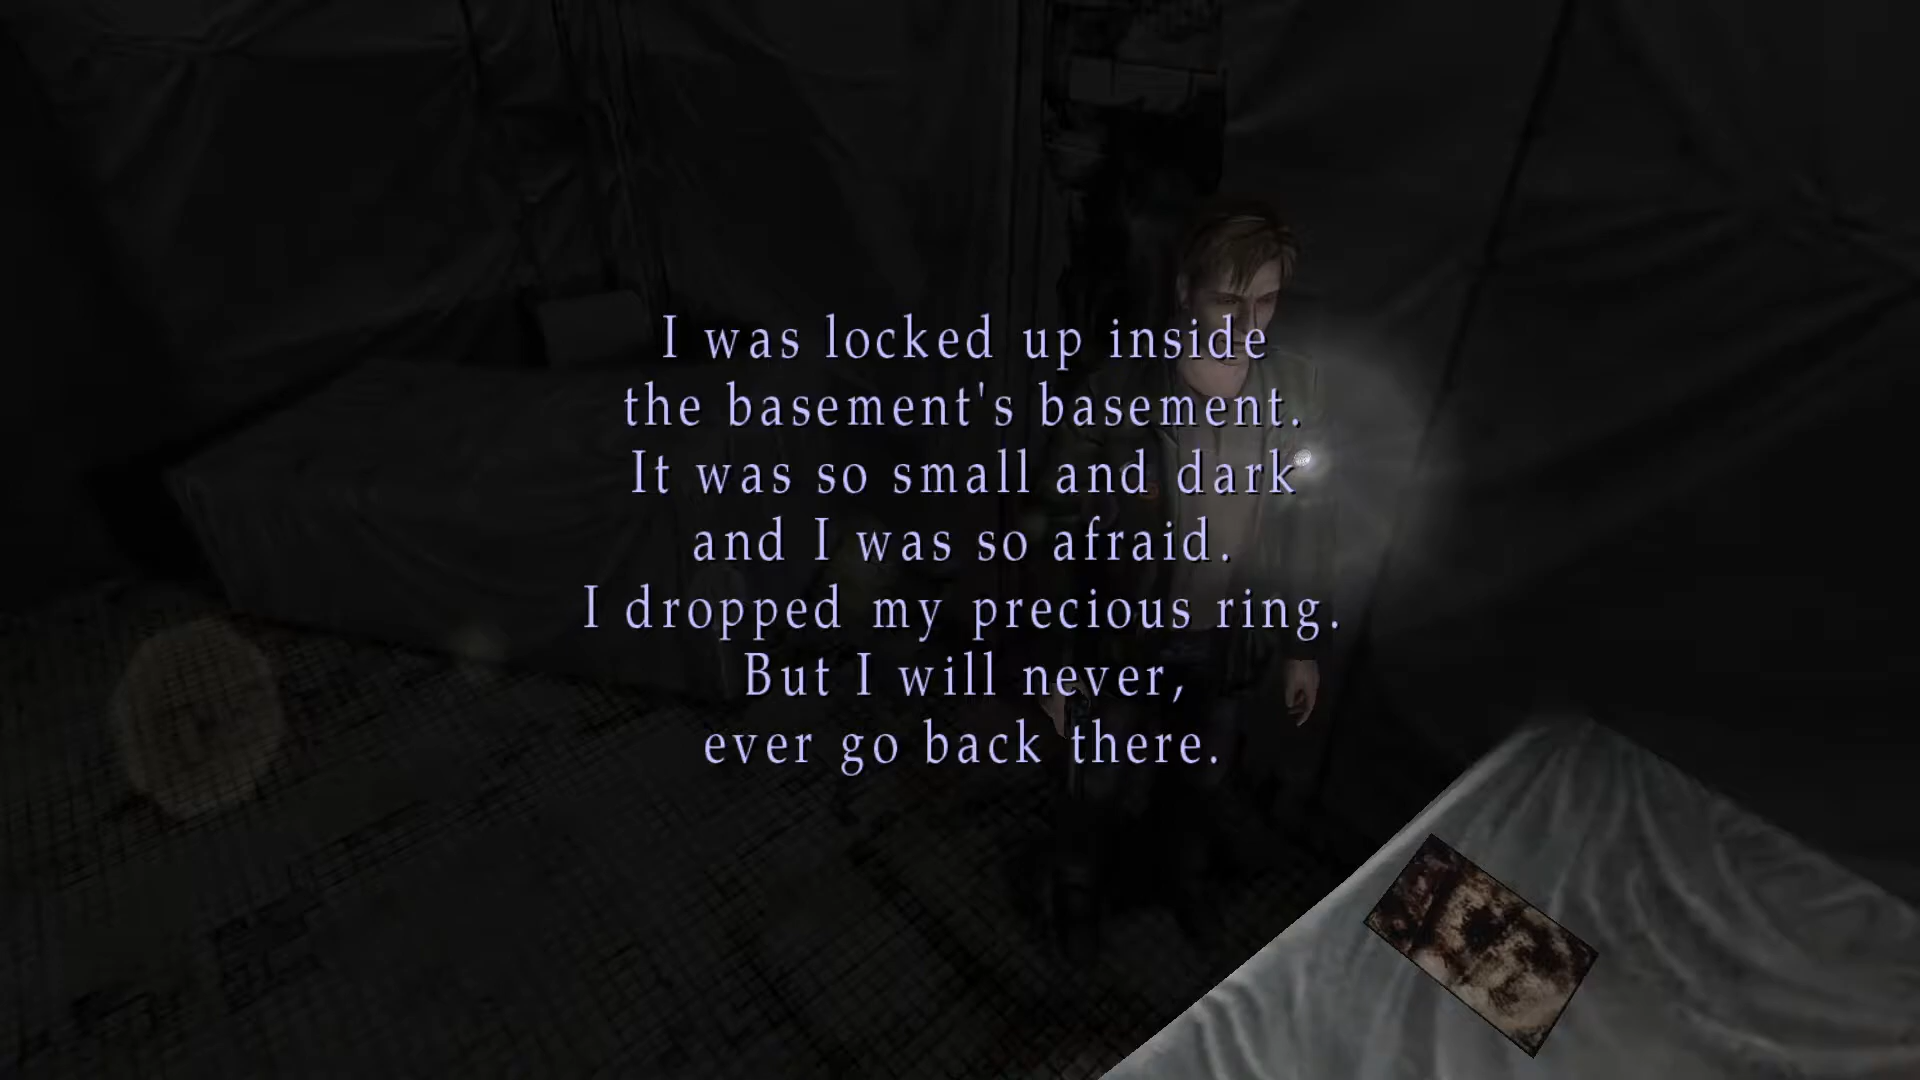 I was locked up inside
the basement's basement.
It was so small and dark
and I was so afraid.
I dropped my precious ring.
But I will never,
ever go back there.